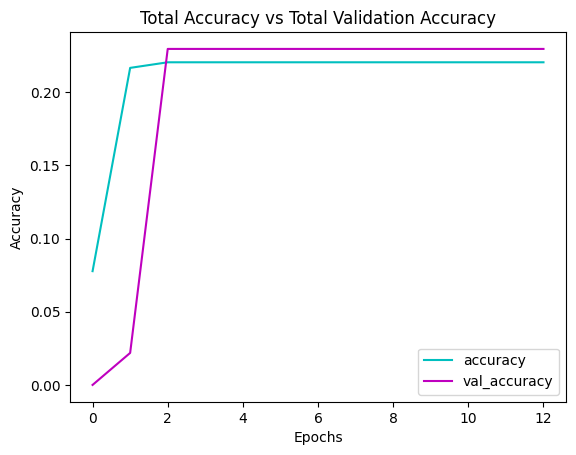 Total Accuracy vs Total Validation Accuracy
Accuracy
0.20
0.15
0.10
0.05
0.00
0 2 4 6 8 10 12
Epochs
accuracy
val_accuracy